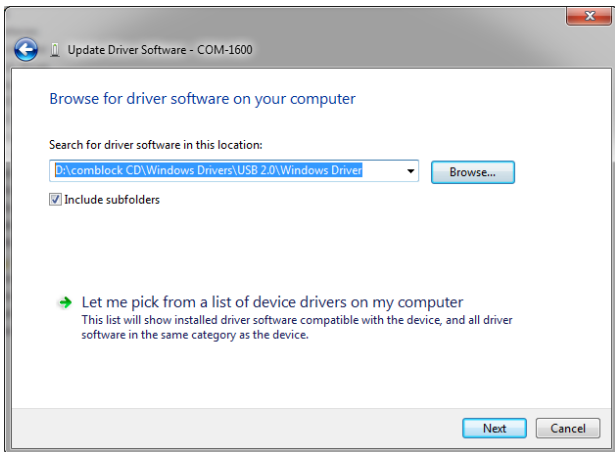 Update Driver Software - COM-1600
Browse for driver software on your computer
Search for driver software in this location:
D:\comblock CD\Windows Drivers\USB 2.0\Windows Driver
Browse...
Include subfolders
Let me pick from a list of device drivers on my computer
This list will show installed driver software compatible with the device, and all driver
software in the same category as the device.
Next
Cancel